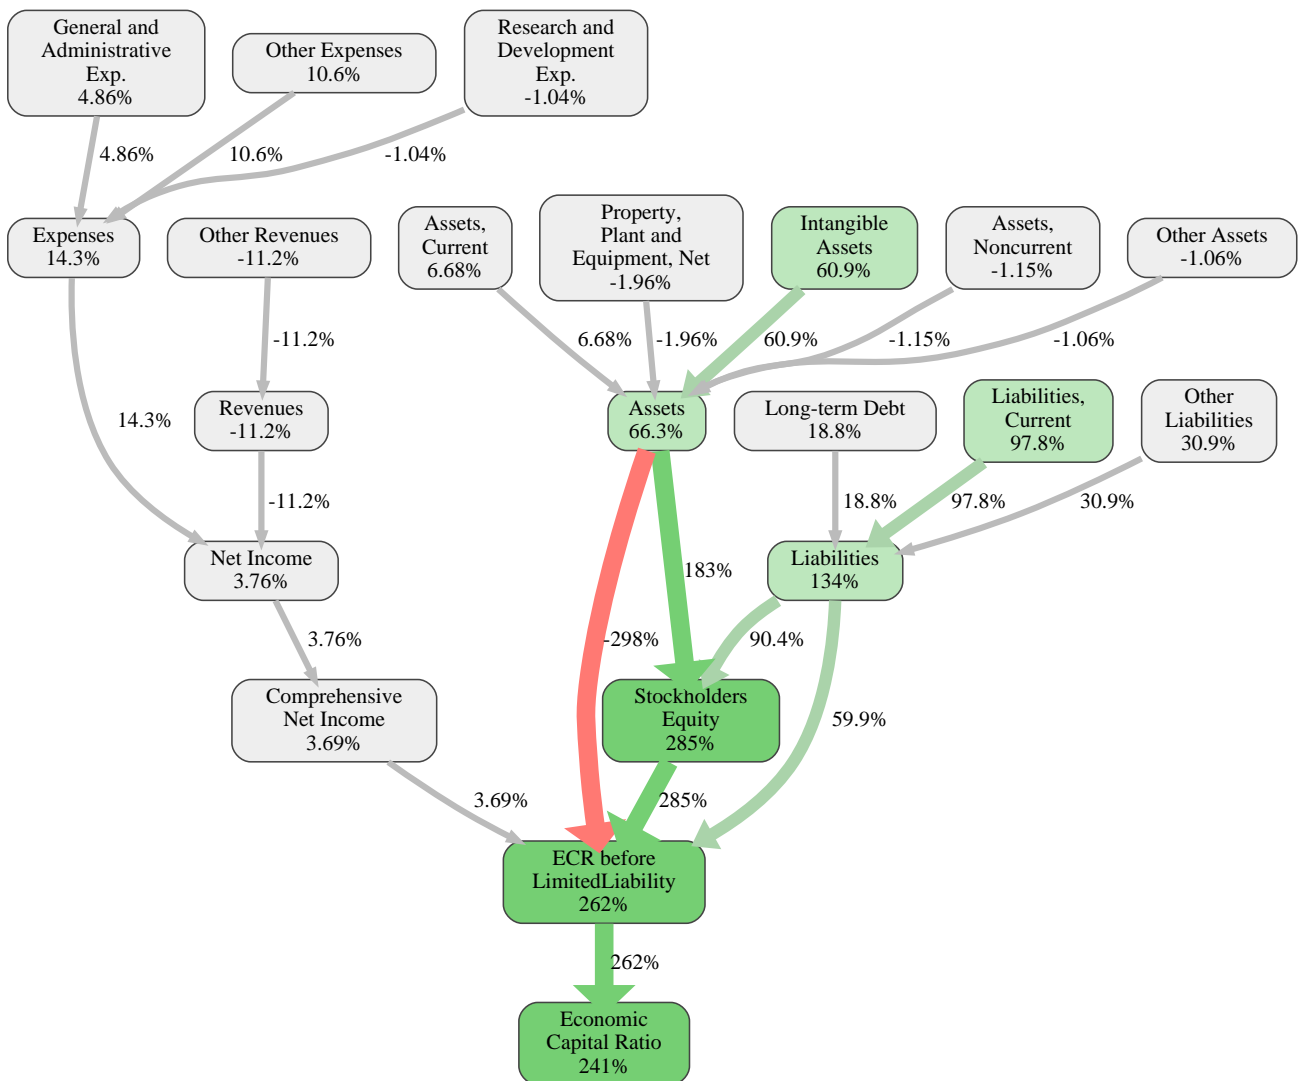 General and
Administrative
Exp.
4.86%
Other Expenses
10.6%
Research and
Development
Exp.
-1.04%
4.86%
10.6%
-1.04%
Expenses
14.3%
Other Revenues
-11.2%
Assets,
Current
6.68%
Property,
Plant and
Equipment, Net
-1.96%
Intangible
Assets
60.9%
Assets,
Noncurrent
-1.15%
Other Assets
-1.06%
-11.2%
6.68%
-1.96%
60.9%
-1.15%
-1.06%
14.3%
Revenues
-11.2%
Assets
66.3%
Long-term Debt
18.8%
Liabilities,
Current
97.8%
Other
Liabilities
30.9%
-11.2%
18.8%
97.8%
30.9%
Net Income
3.76%
183%
Liabilities
134%
3.76%
-298%
90.4%
Comprehensive
Net Income
3.69%
Stockholders
Equity
285%
59.9%
3.69%
285%
ECR before
LimitedLiability
262%
262%
Economic
Capital Ratio
241%